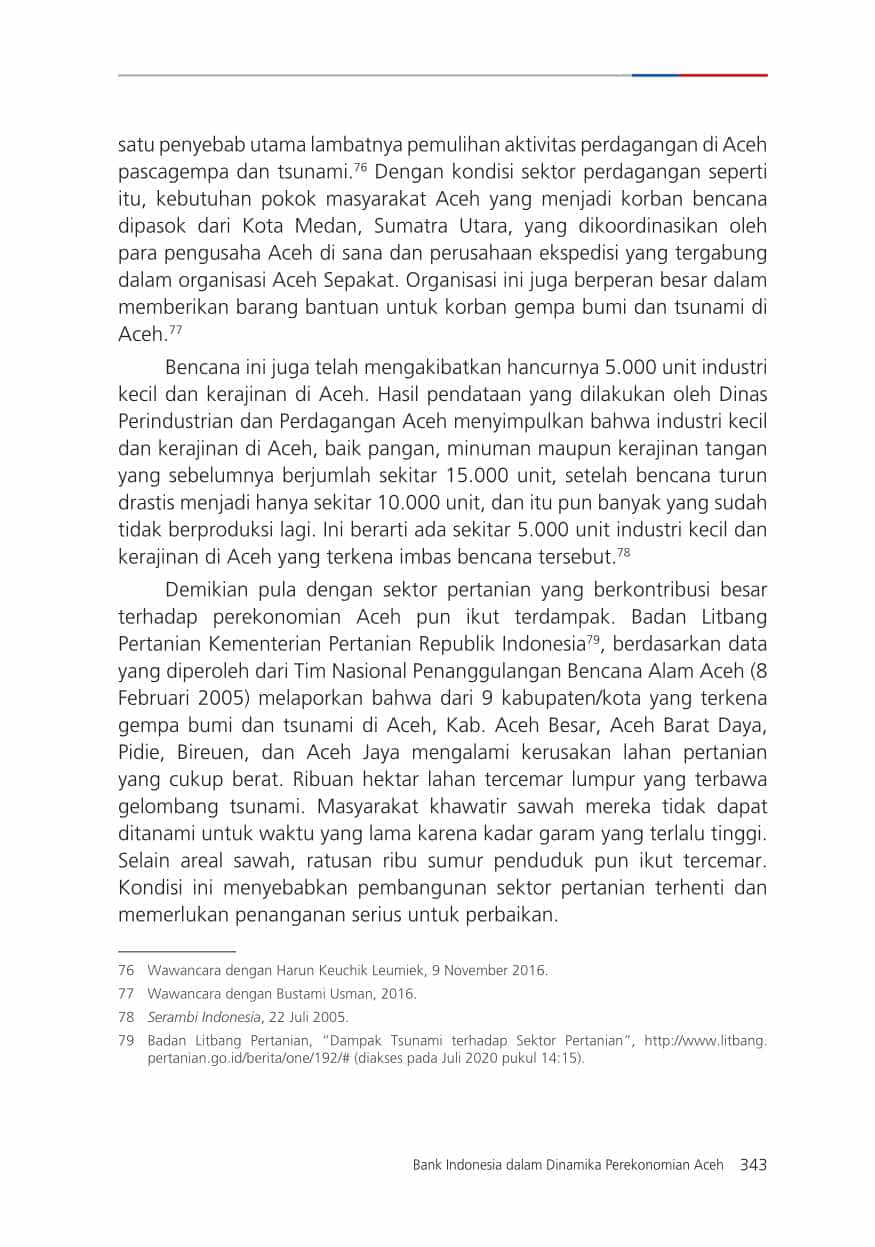 satu penyebab utama lambatnya pemulihan aktivitas perdagangan di Aceh
pascagempa dan tsunami.⁷⁶ Dengan kondisi sektor perdagangan seperti
itu, kebutuhan pokok masyarakat Aceh yang menjadi korban bencana
dipasok dari Kota Medan, Sumatra Utara, yang dikoordinasikan oleh
para pengusaha Aceh di sana dan perusahaan ekspedisi yang tergabung
dalam organisasi Aceh Sepakat. Organisasi ini juga berperan besar dalam
memberikan barang bantuan untuk korban gempa bumi dan tsunami di
Aceh.⁷⁷
Bencana ini juga telah mengakibatkan hancurnya 5.000 unit industri
kecil dan kerajinan di Aceh. Hasil pendataan yang dilakukan oleh Dinas
Perindustrian dan Perdagangan Aceh menyimpulkan bahwa industri kecil
dan kerajinan di Aceh, baik pangan, minuman maupun kerajinan tangan
yang sebelumnya berjumlah sekitar 15.000 unit, setelah bencana turun
drastis menjadi hanya sekitar 10.000 unit, dan itu pun banyak yang sudah
tidak berproduksi lagi. Ini berarti ada sekitar 5.000 unit industri kecil dan
kerajinan di Aceh yang terkena imbas bencana tersebut.⁷⁸
Demikian pula dengan sektor pertanian yang berkontribusi besar
terhadap perekonomian Aceh pun ikut terdampak. Badan Litbang
Pertanian Kementerian Pertanian Republik Indonesia⁷⁹, berdasarkan data
yang diperoleh dari Tim Nasional Penanggulangan Bencana Alam Aceh (8
Februari 2005) melaporkan bahwa dari 9 kabupaten/kota yang terkena
gempa bumi dan tsunami di Aceh, Kab. Aceh Besar, Aceh Barat Daya,
Pidie, Bireuen, dan Aceh Jaya mengalami kerusakan lahan pertanian
yang cukup berat. Ribuan hektar lahan tercemar lumpur yang terbawa
gelombang tsunami. Masyarakat khawatir sawah mereka tidak dapat
ditanami untuk waktu yang lama karena kadar garam yang terlalu tinggi.
Selain areal sawah, ratusan ribu sumur penduduk pun ikut tercemar.
Kondisi ini menyebabkan pembangunan sektor pertanian terhenti dan
memerlukan penanganan serius untuk perbaikan.
76 Wawancara dengan Harun Keuchik Leumiek, 9 November 2016.
77 Wawancara dengan Bustami Usman, 2016.
78 Serambi Indonesia, 22 Juli 2005.
79 Badan Litbang Pertanian, “Dampak Tsunami terhadap Sektor Pertanian”, http://www.litbang.
pertanian.go.id/berita/one/192/# (diakses pada Juli 2020 pukul 14:15).
Bank Indonesia dalam Dinamika Perekonomian Aceh 343